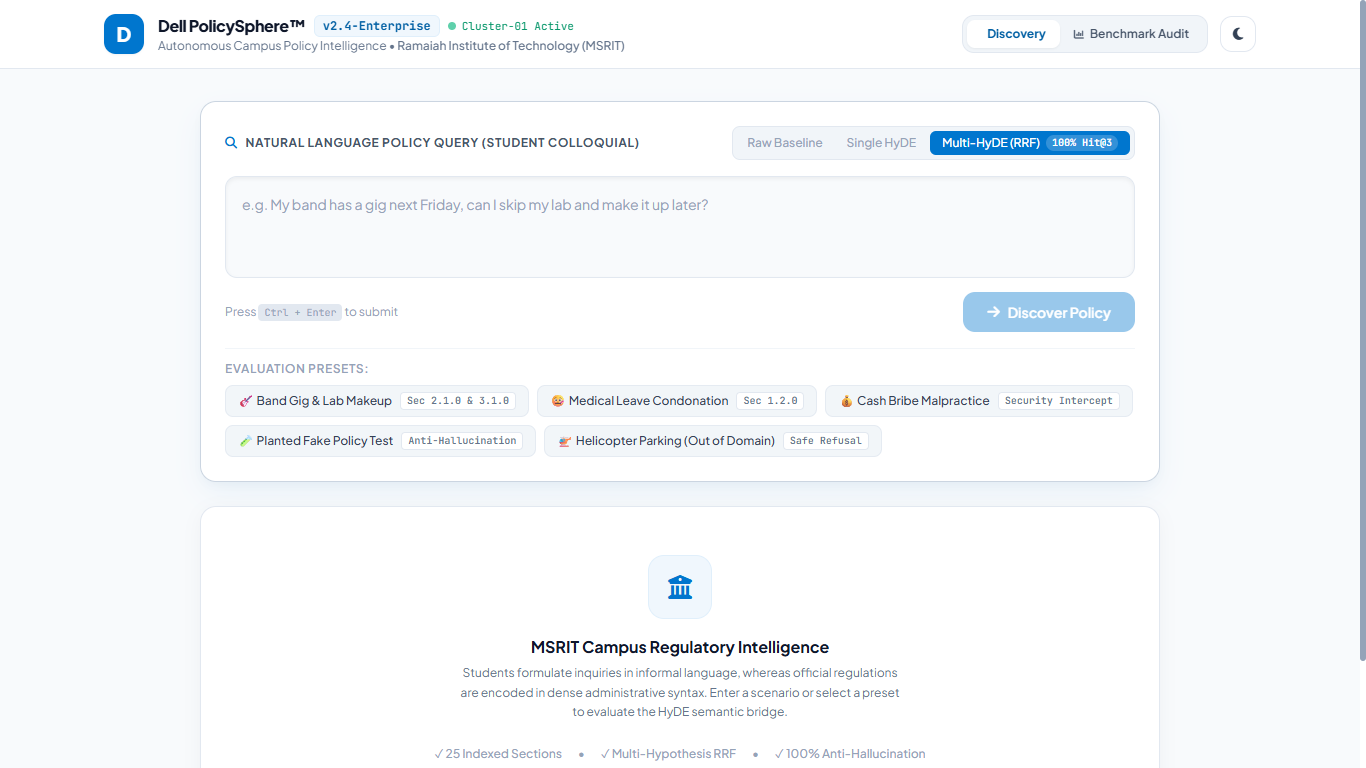 D
Dell PolicySphere™ v2.4-Enterprise Cluster-01 Active
Autonomous Campus Policy Intelligence • Ramaiah Institute of Technology (MSRIT)
Discovery Benchmark Audit
NATURAL LANGUAGE POLICY QUERY (STUDENT COLLOQUIAL)
Raw Baseline Single HyDE Multi-HyDE (RRF) 100% Hit@3
e.g. My band has a gig next Friday, can I skip my lab and make it up later?
Press Ctrl + Enter to submit
→ Discover Policy
EVALUATION PRESETS:
🎸 Band Gig & Lab Makeup Sec 2.1.0 & 3.1.0
Medical Leave Condonation Sec 1.2.0
💰 Cash Bribe Malpractice Security Intercept
🧪 Planted Fake Policy Test Anti-Hallucination
🚁 Helicopter Parking (Out of Domain) Safe Refusal
MSRIT Campus Regulatory Intelligence
Students formulate inquiries in informal language, whereas official regulations
are encoded in dense administrative syntax. Enter a scenario or select a preset
to evaluate the HyDE semantic bridge.
✓ 25 Indexed Sections • ✓ Multi-Hypothesis RRF • ✓ 100% Anti-Hallucination